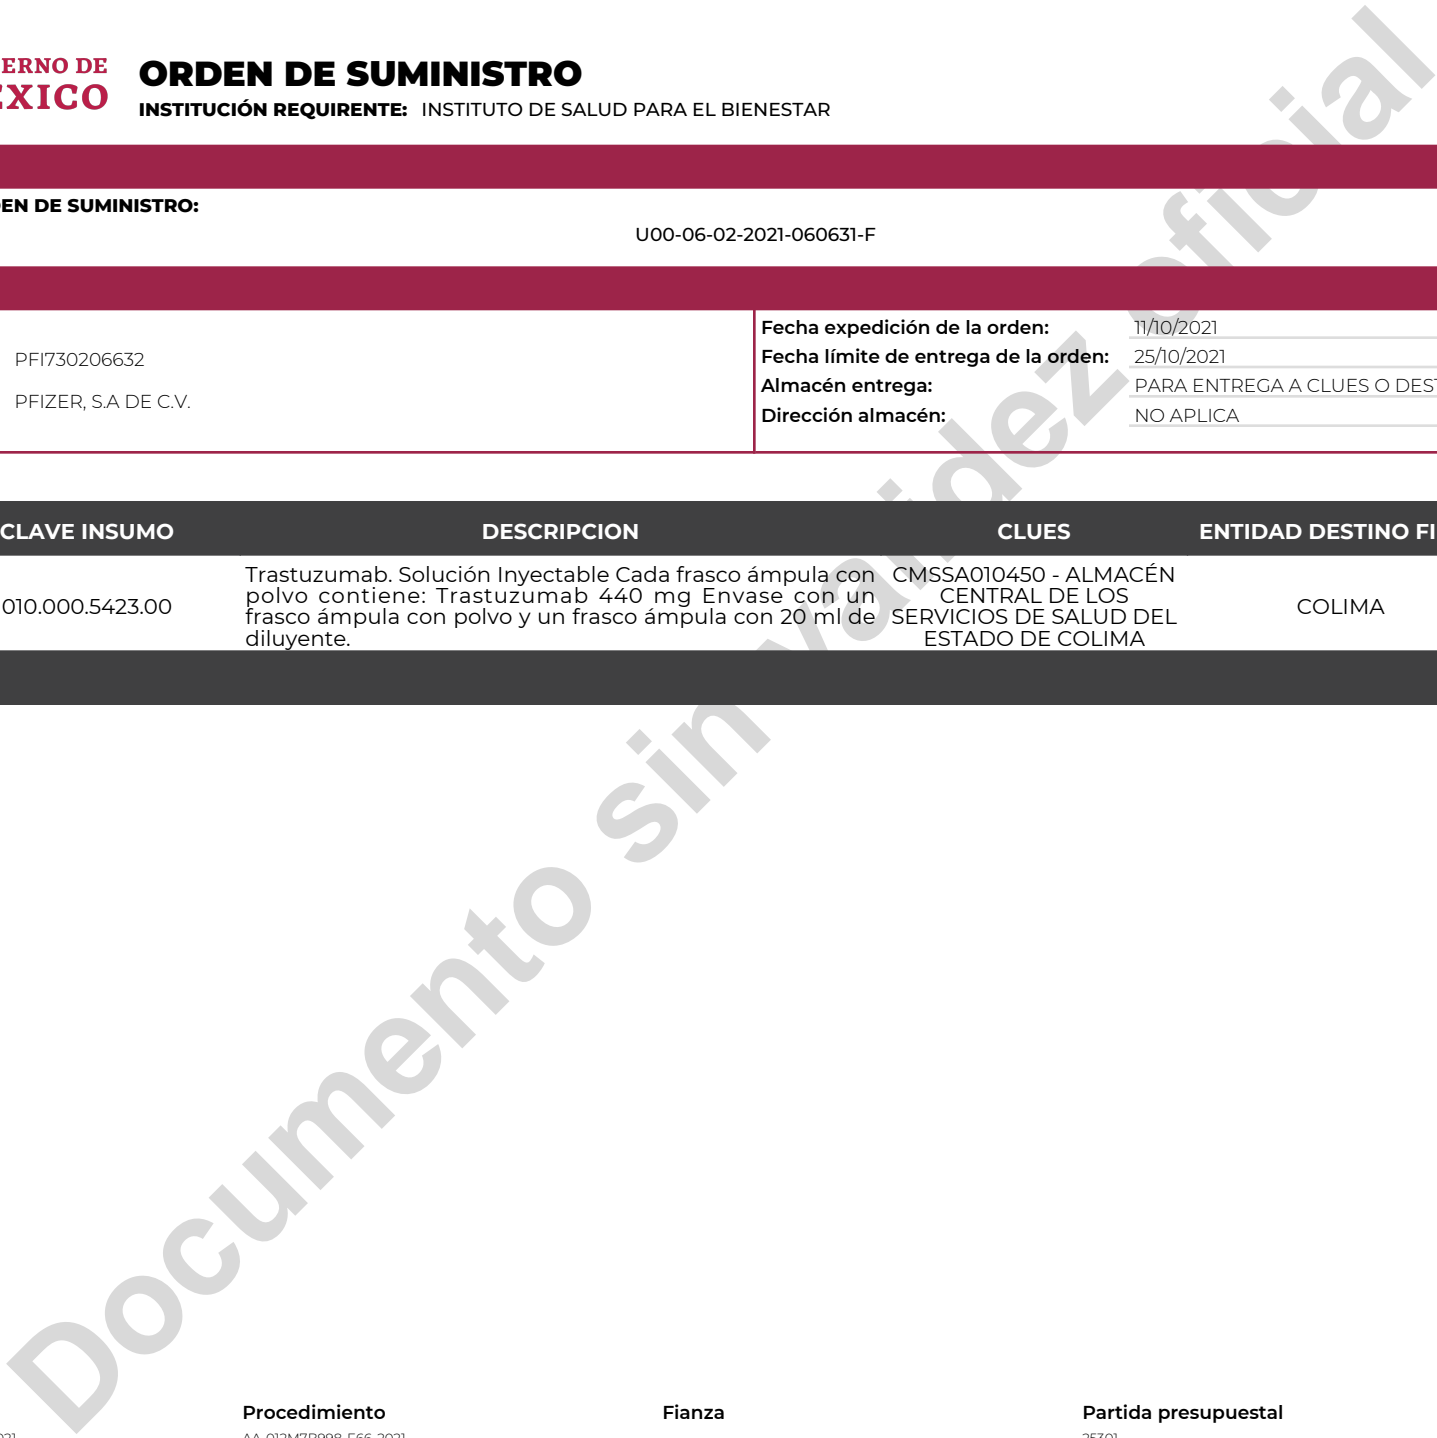 ERNO DE
EXICO
ORDEN DE SUMINISTRO
INSTITUCIÓN REQUIRENTE: INSTITUTO DE SALUD PARA EL BIENESTAR
EN DE SUMINISTRO:
U00-06-02-2021-060631-F
PFI730206632
PFIZER, S.A DE C.V.
Fecha expedición de la orden: 11/10/2021
Fecha límite de entrega de la orden: 25/10/2021
Almacén entrega: PARA ENTREGA A CLUES O DEST
Dirección almacén: NO APLICA
CLAVE INSUMO DESCRIPCION CLUES ENTIDAD DESTINO FI
010.000.5423.00
Trastuzumab. Solución Inyectable Cada frasco ámpula con
polvo contiene: Trastuzumab 440 mg Envase con un
frasco ámpula con polvo y un frasco ámpula con 20 ml de
diluyente.
CMSSA010450 - ALMACÉN
CENTRAL DE LOS
SERVICIOS DE SALUD DEL
ESTADO DE COLIMA
COLIMA
Documento sin validez oficial
Procedimiento Fianza Partida presupuestal